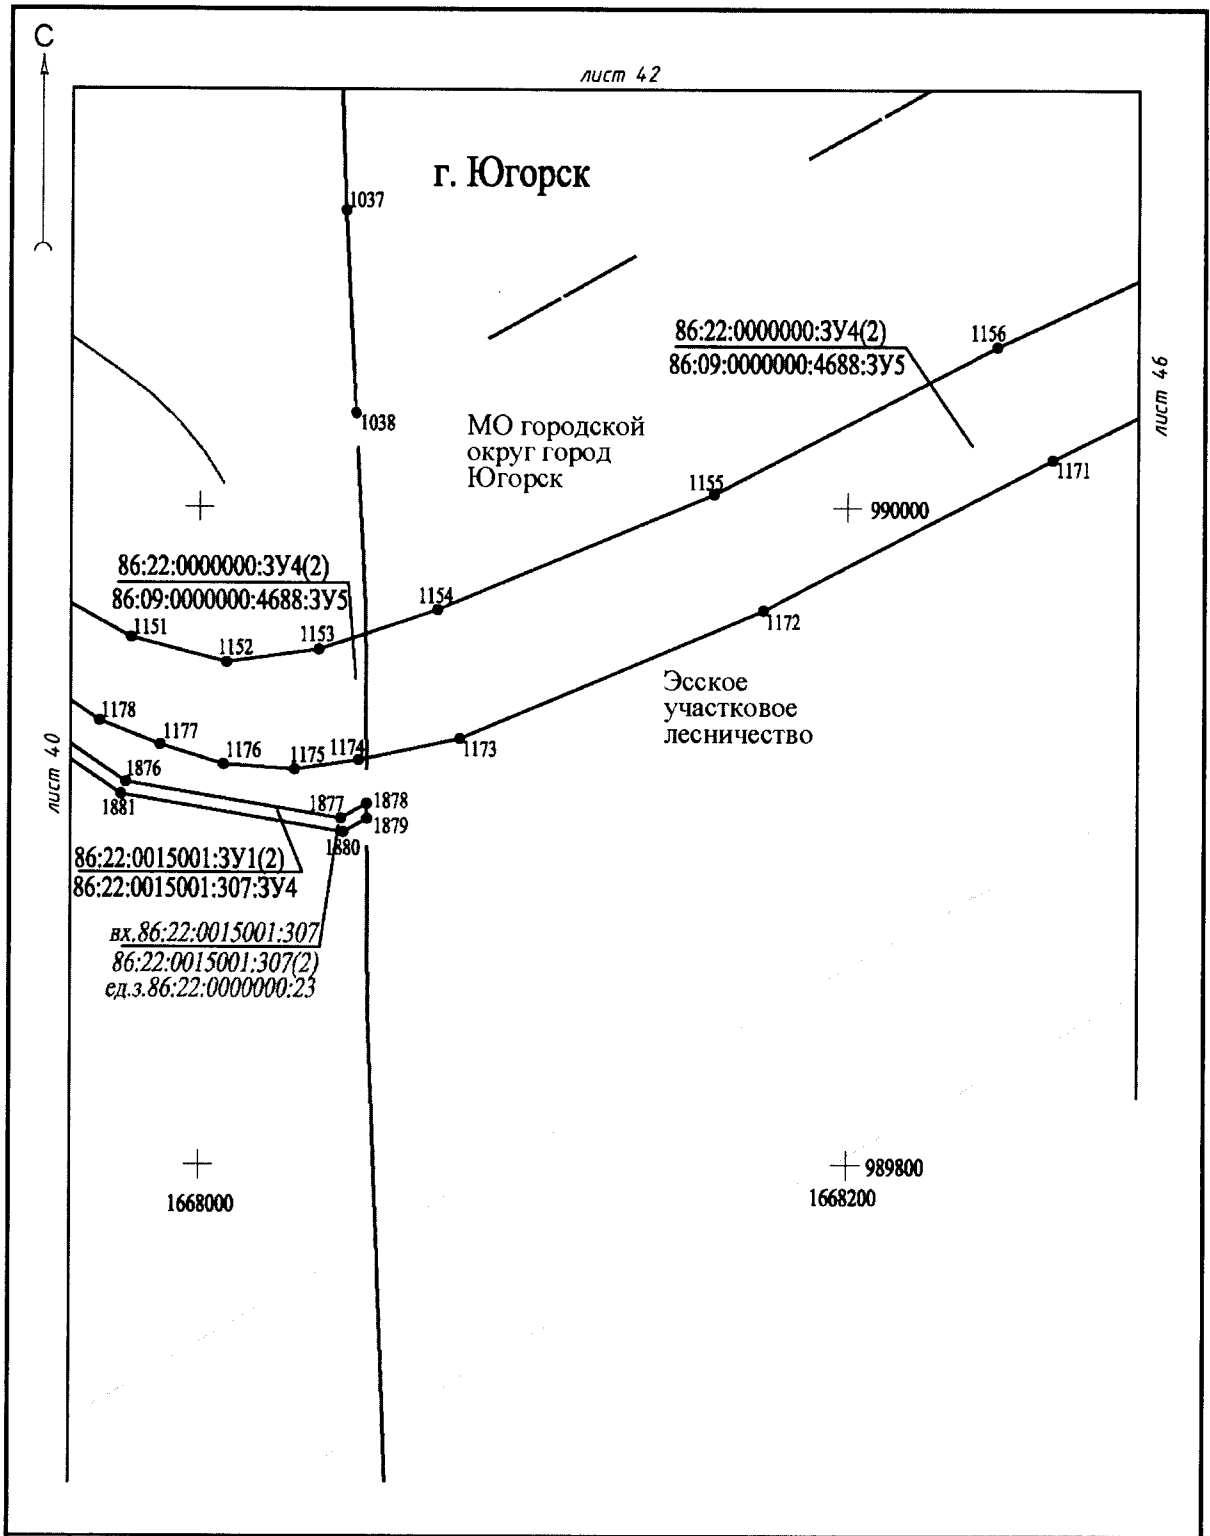 С
лист 42
г. Югорск
1037
86:22:0000000:ЗУ4(2)
86:09:0000000:4688:ЗУ5
1156
лист 46
1038
МО городской
округ город
Югорск
1155
1171
990000
86:22:0000000:ЗУ4(2)
86:09:0000000:4688:ЗУ5
1154
1151
1152
1153
1172
Эсское
участковое
лесничество
1178
1177
1176
1175
1174
1173
лист 40
1876
1881
1877
1878
1879
1880
86:22:0015001:ЗУ1(2)
86:22:0015001:307:ЗУ4
вх.86:22:0015001:307
86:22:0015001:307(2)
ед.з.86:22:0000000:23
989800
1668000
1668200